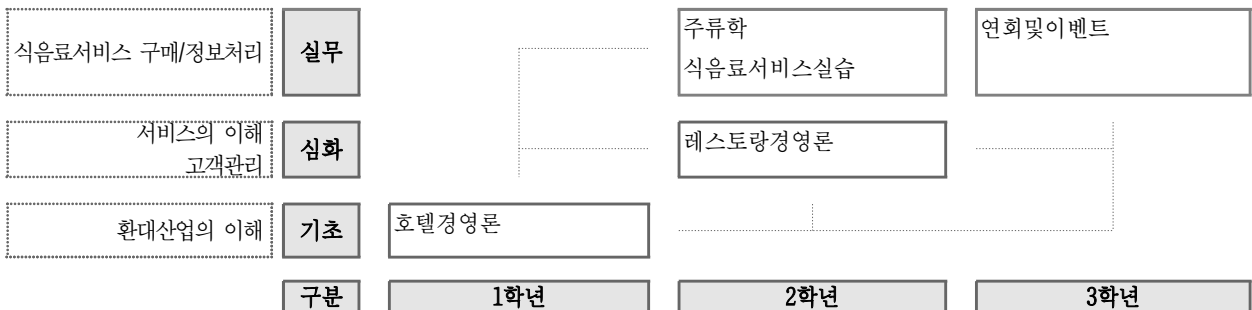 식음료서비스 구매/정보처리
실무
주류학
식음료서비스실습
연회및이벤트
서비스의 이해
고객관리
심화
레스토랑경영론
환대산업의 이해
기초
호텔경영론
구분
1학년
2학년
3학년